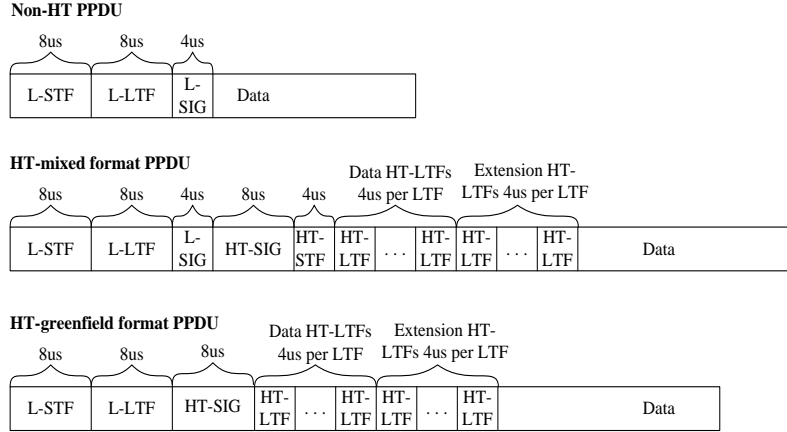 Non-HT PPDU
8us 8us 4us
L-STF L-LTF L-SIG Data
HT-mixed format PPDU
Data HT-LTFs 4us per LTF
Extension HT-LTFs 4us per LTF
8us 8us 4us 8us 4us
L-STF L-LTF L-SIG HT-SIG HT-STF HT-LTF . . . HT-LTF HT-LTF . . . HT-LTF Data
HT-greenfield format PPDU
Data HT-LTFs 4us per LTF
Extension HT-LTFs 4us per LTF
8us 8us 8us
L-STF L-LTF HT-SIG HT-LTF . . . HT-LTF HT-LTF . . . HT-LTF Data